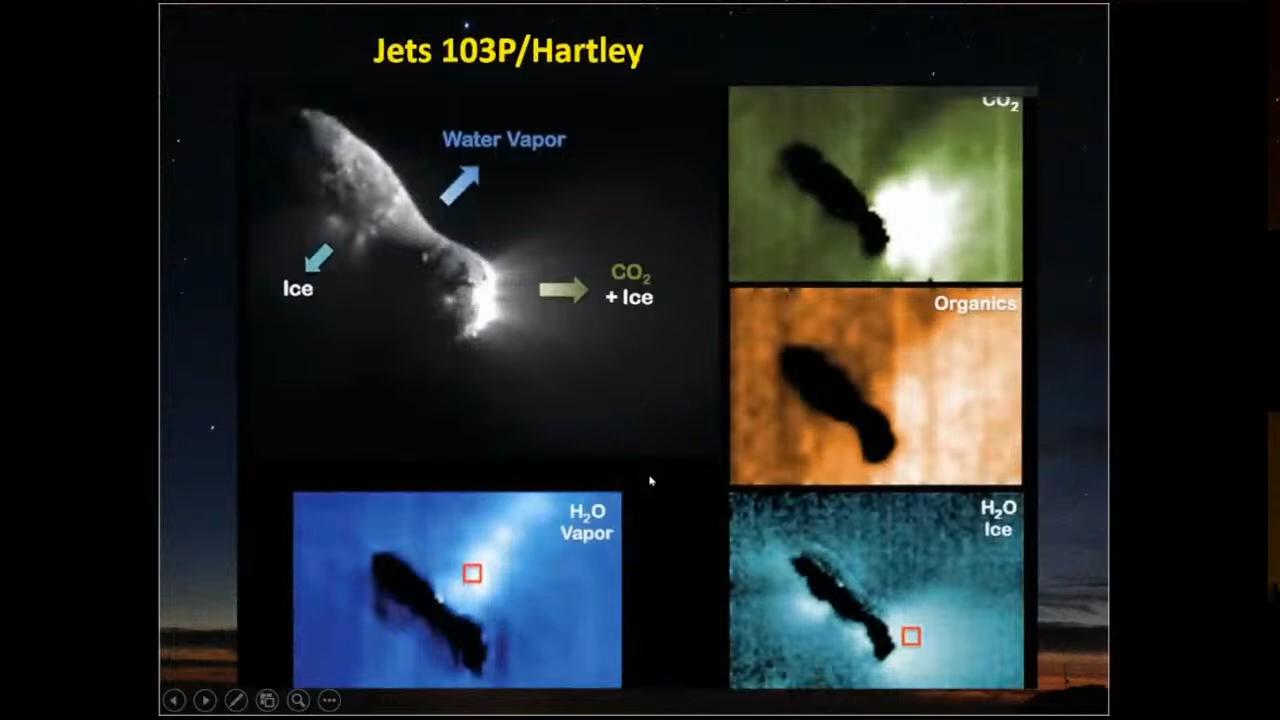 Jets 103P/Hartley
Water Vapor
Ice
CO₂
+ Ice
CO₂
Organics
H₂O
Vapor
H₂O
Ice